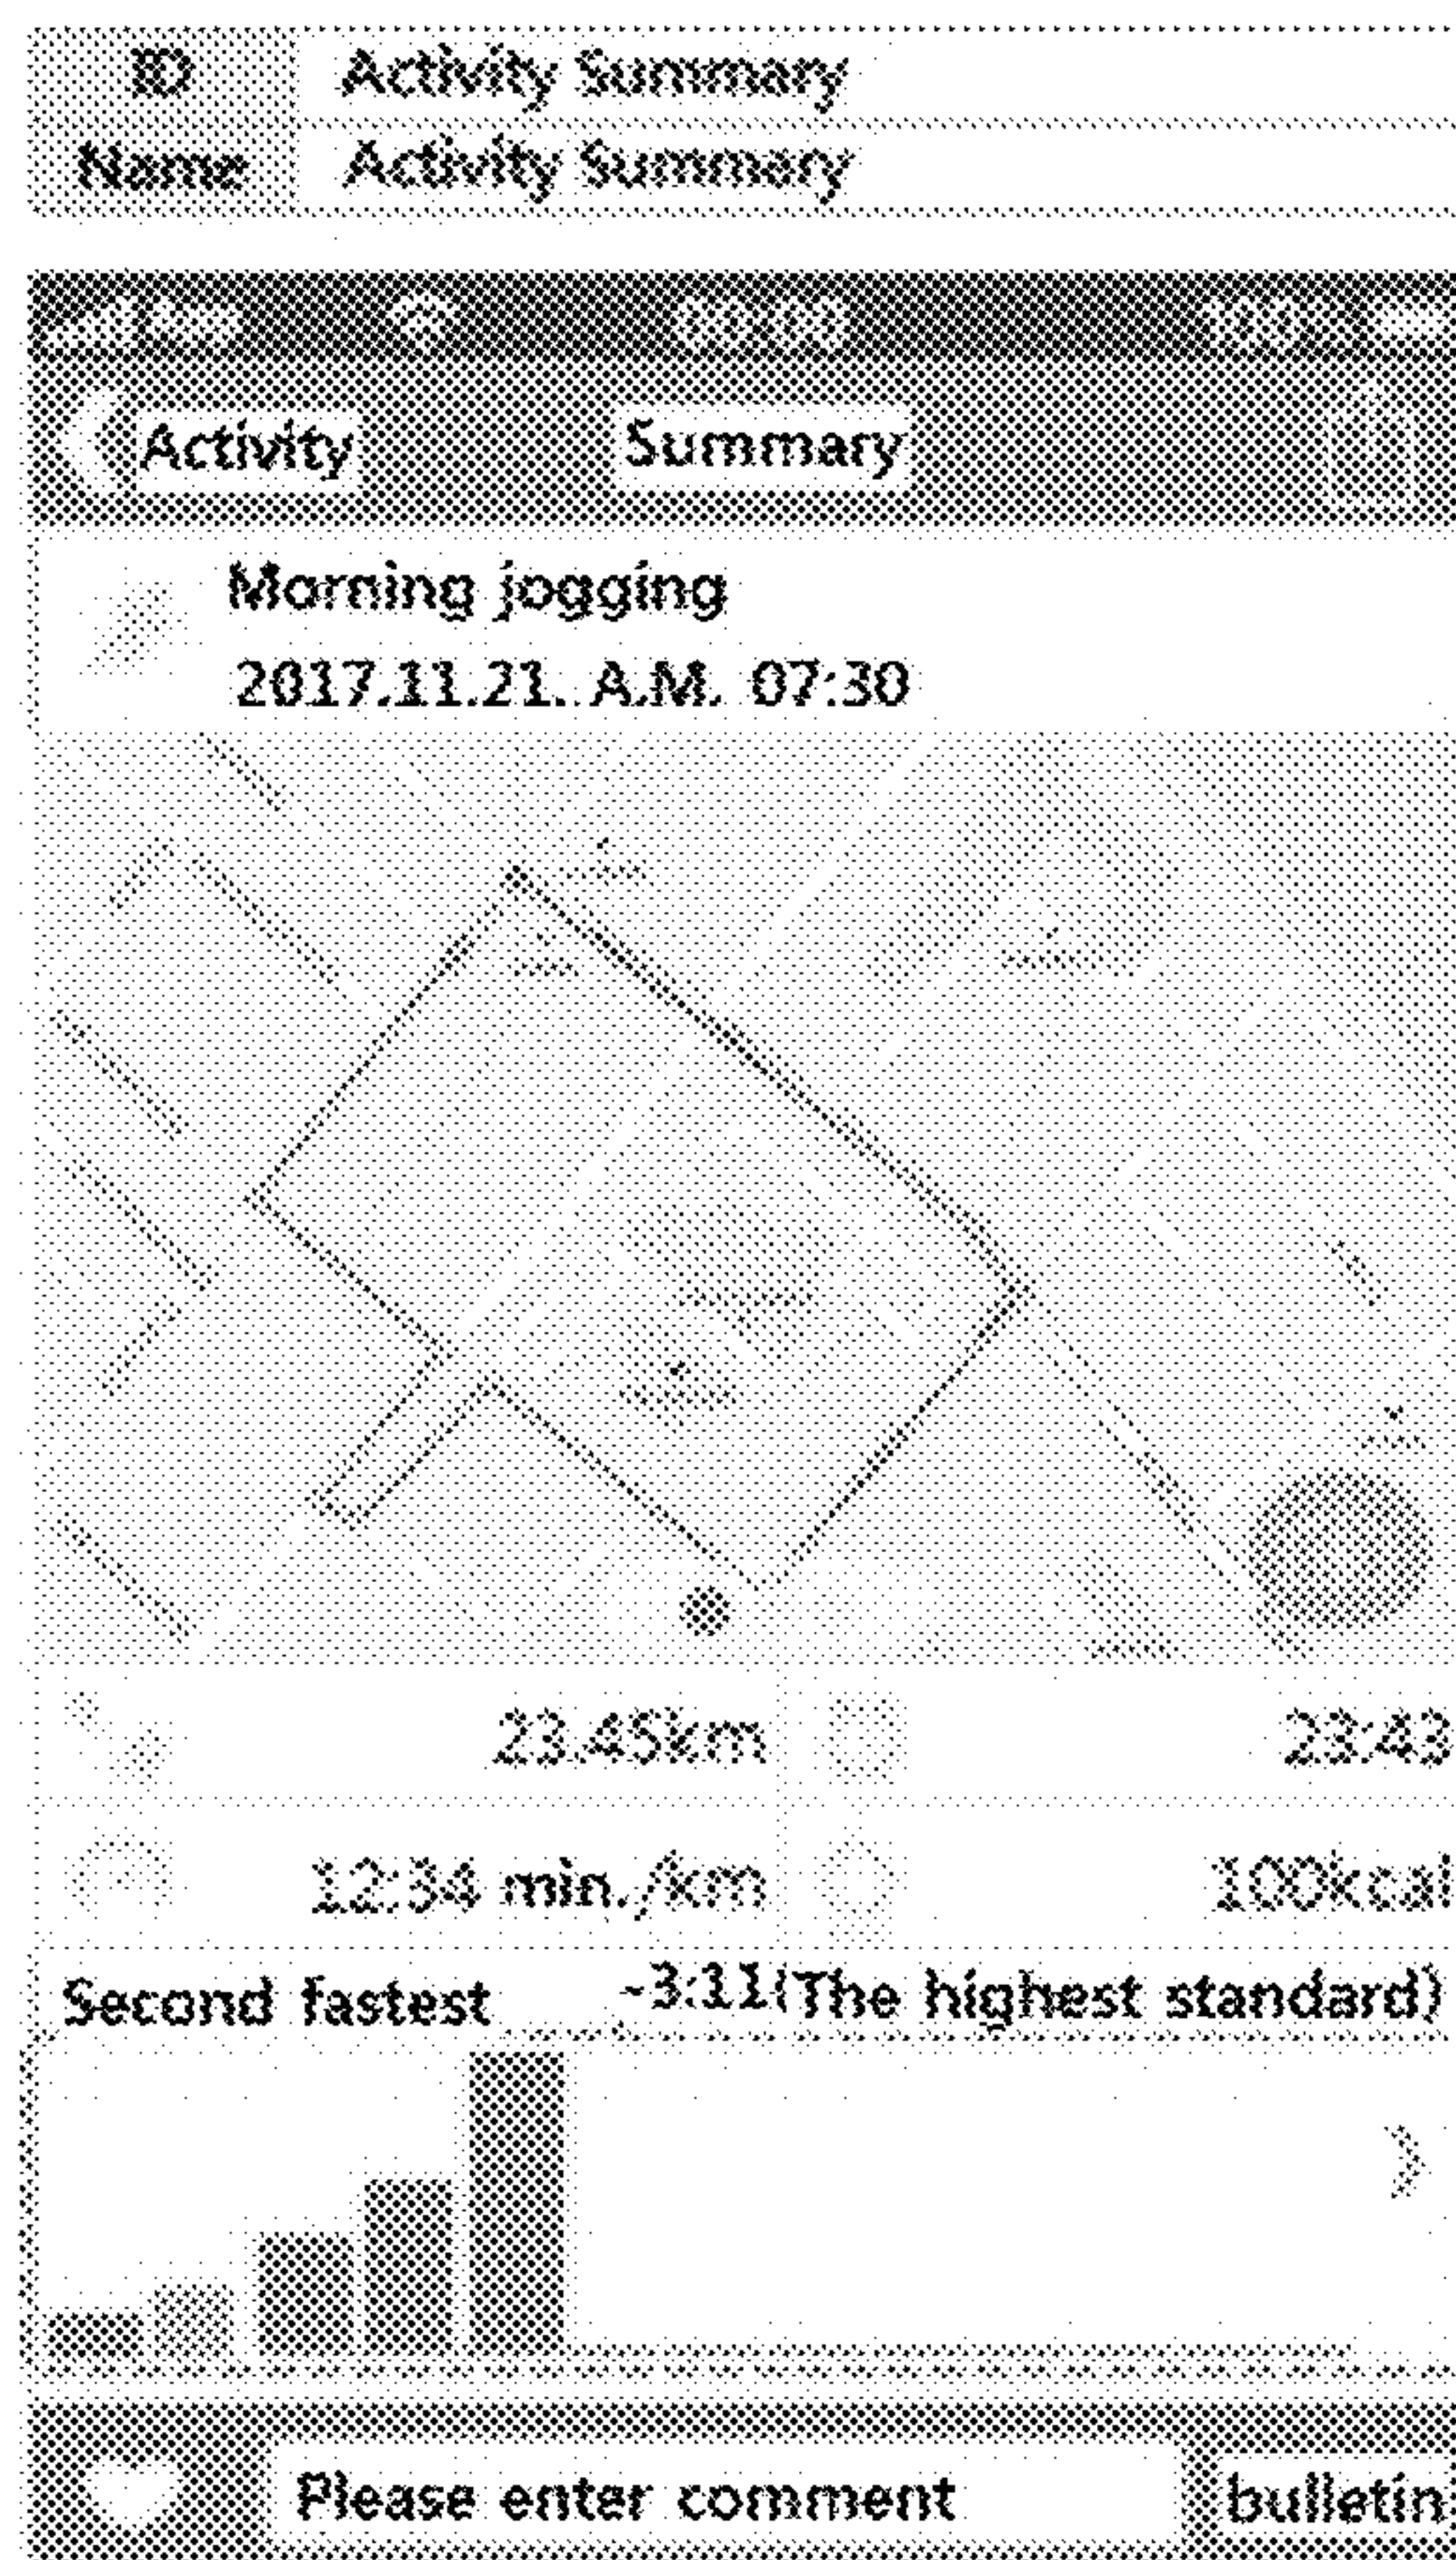 ID Activity Summary
Name Activity Summary
Activity Summary
Morning jogging
2017.11.21. A.M. 07:30
23.45km 23:43
12:34 min./km 100kcal
Second fastest -3:11(The highest standard)
Please enter comment bulletin